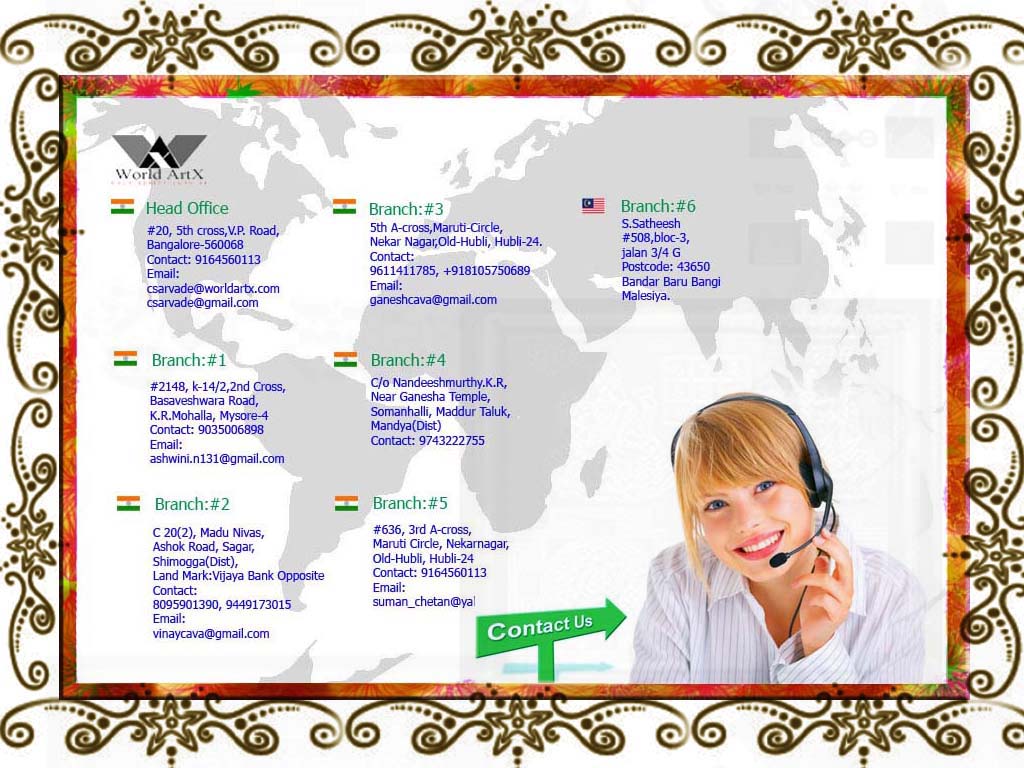 World ArtX
Head Office
#20, 5th cross,V.P. Road,
Bangalore-560068
Contact: 9164560113
Email:
csarvade@worldartx.com
csarvade@gmail.com
Branch:#1
#2148, k-14/2,2nd Cross,
Basaveshwara Road,
K.R.Mohalla, Mysore-4
Contact: 9035006898
Email:
ashwini.n131@gmail.com
Branch:#2
C 20(2), Madu Nivas,
Ashok Road, Sagar,
Shimogga(Dist),
Land Mark:Vijaya Bank Opposite
Contact:
8095901390, 9449173015
Email:
vinaycava@gmail.com
Branch:#3
5th A-cross,Maruti-Circle,
Nekar Nagar,Old-Hubli, Hubli-24.
Contact:
9611411785, +918105750689
Email:
ganeshcava@gmail.com
Branch:#4
C/o Nandeeshmurthy.K.R,
Near Ganesha Temple,
Somanhalli, Maddur Taluk,
Mandya(Dist)
Contact: 9743222755
Branch:#5
#636, 3rd A-cross,
Maruti Circle, Nekarnagar,
Old-Hubli, Hubli-24
Contact: 9164560113
Email:
suman_chetan@ya
Branch:#6
S.Satheesh
#508,bloc-3,
jalan 3/4 G
Postcode: 43650
Bandar Baru Bangi
Malesiya.
Contact Us